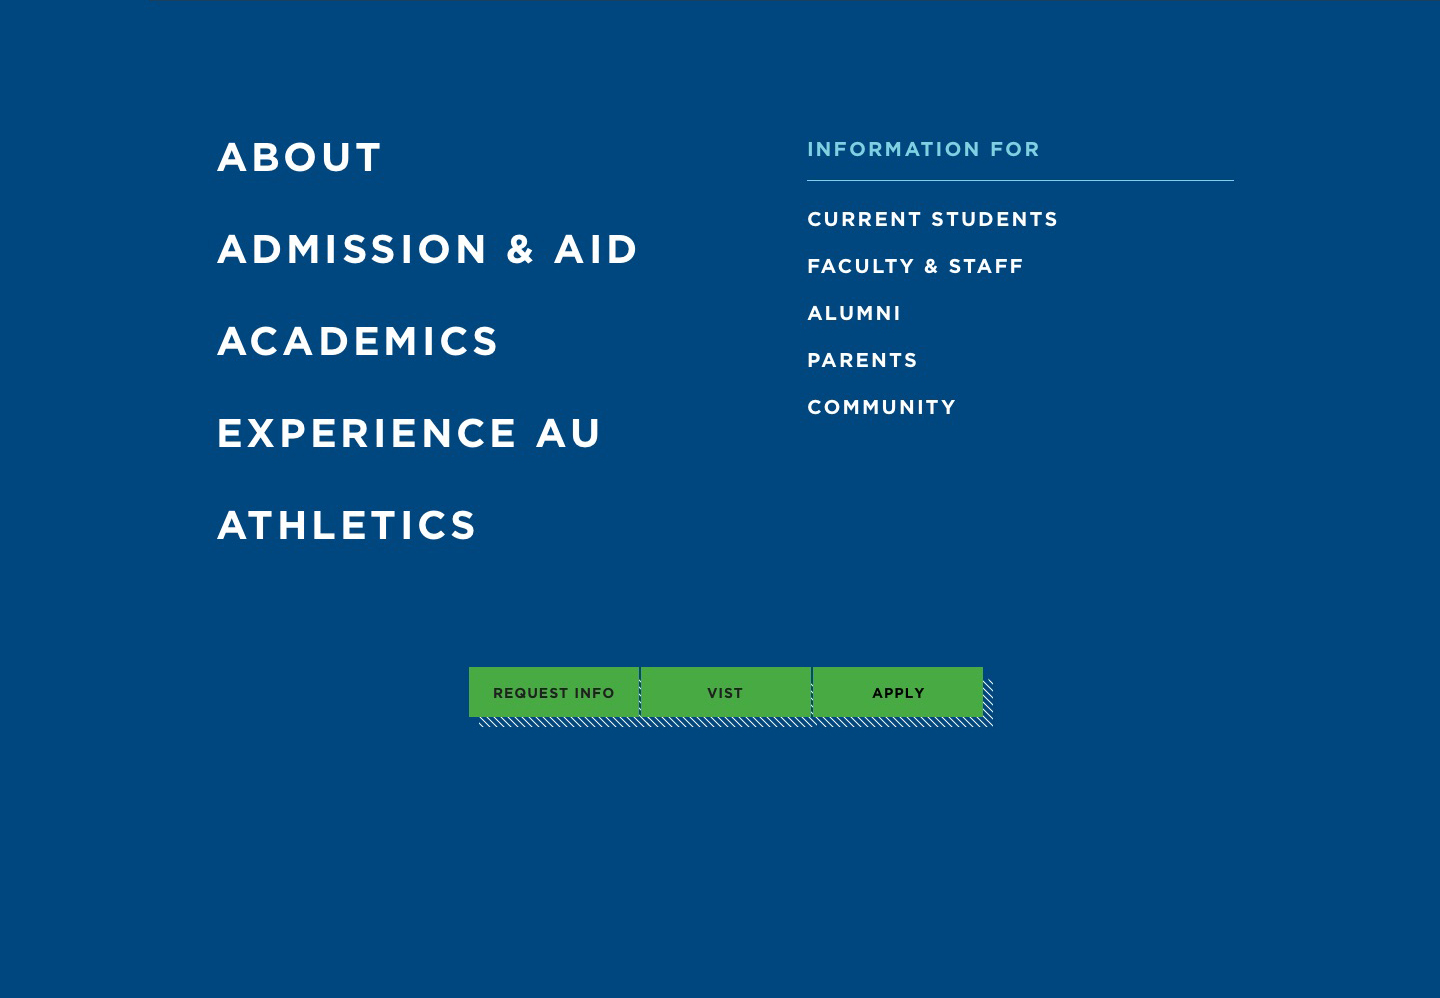 ABOUT
ADMISSION & AID
ACADEMICS
EXPERIENCE AU
ATHLETICS
INFORMATION FOR
CURRENT STUDENTS
FACULTY & STAFF
ALUMNI
PARENTS
COMMUNITY
REQUEST INFO
VIST
APPLY